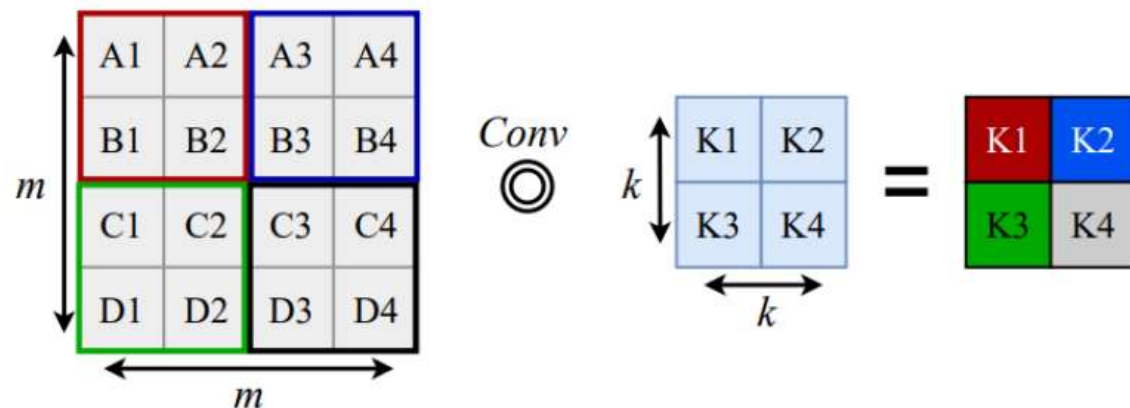 A1 A2 A3 A4
B1 B2 B3 B4
C1 C2 C3 C4
D1 D2 D3 D4
m
m
Conv
K1 K2
K3 K4
k
k
=
K1 K2
K3 K4